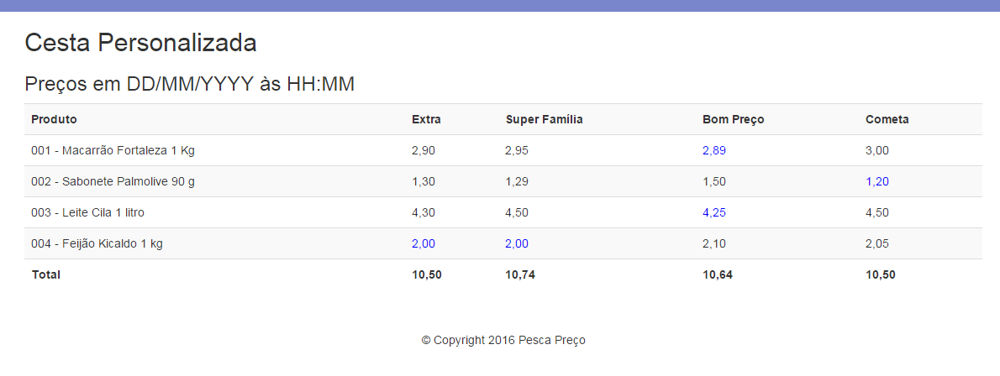 Cesta Personalizada
Preços em DD/MM/YYYY às HH:MM
Produto Extra Super Família Bom Preço Cometa
001 - Macarrão Fortaleza 1 Kg 2,90 2,95 2,89 3,00
002 - Sabonete Palmolive 90 g 1,30 1,29 1,50 1,20
003 - Leite Cila 1 litro 4,30 4,50 4,25 4,50
004 - Feijão Kicaldo 1 kg 2,00 2,00 2,10 2,05
Total 10,50 10,74 10,64 10,50
© Copyright 2016 Pesca Preço